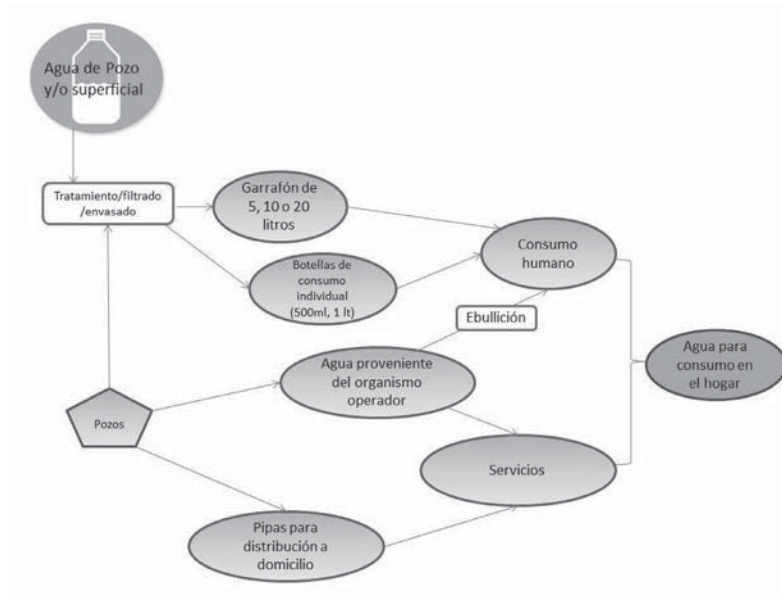 Agua de Pozo
y/o superficial
Tratamiento/filtrado
/envasado
Garrafón de
5, 10 o 20
litros
Botellas de
consumo
individual
(500ml, 1 lt)
Consumo
humano
Ebullición
Agua proveniente
del organismo
operador
Agua para
consumo en
el hogar
Pozos
Servicios
Pipas para
distribución a
domicilio